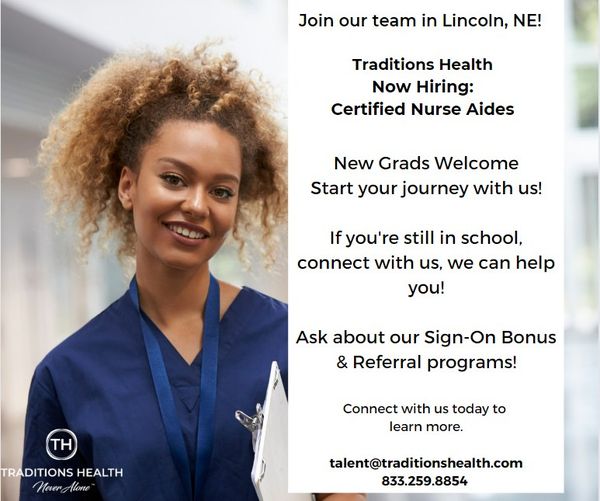 Join our team in Lincoln, NE!
Traditions Health
Now Hiring:
Certified Nurse Aides
New Grads Welcome
Start your journey with us!
If you're still in school,
connect with us, we can help
you!
Ask about our Sign-On Bonus
& Referral programs!
Connect with us today to
learn more.
talent@traditionshealth.com
833.259.8854
TH
TRADITIONS HEALTH
Never Alone™